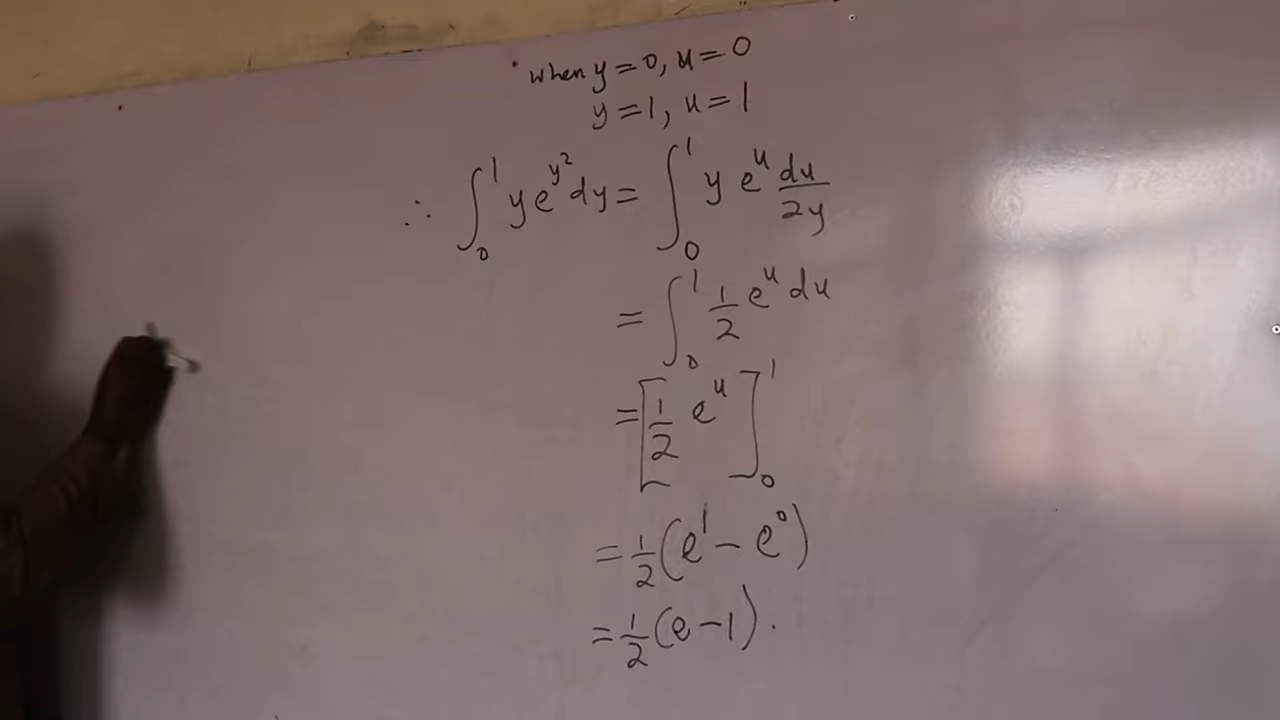 when y = 0, u = 0
y = 1, u = 1
∴ ∫₀¹ y e^{y²} dy = ∫₀¹ y e^u du/2y
= ∫₀¹ 1/2 e^u du
= [1/2 e^u]₀¹
= 1/2 (e¹ − e⁰)
= 1/2 (e − 1).